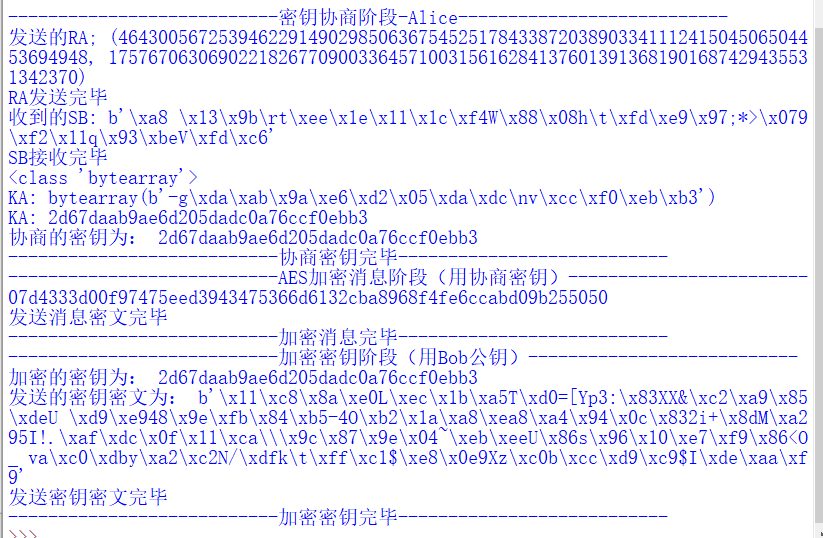 ---------------------------密钥协商阶段-Alice---------------------------
发送的RA; (46430056725394622914902985063675452517843387203890334111241504506504
53694948, 1757670630690221826770900336457100315616284137601391368190168742943553
1342370)
RA发送完毕
收到的SB: b'\xa8 \x13\x9b\rt\xee\x1e\x11\x1c\xf4W\x88\x08h\t\xfd\xe9\x97;*>\x079
\xf2\x11q\x93\xbeV\xfd\xc6'
SB接收完毕
<class 'bytearray'>
KA: bytearray(b'-g\xda\xab\x9a\xe6\xd2\x05\xda\xdc\nv\xcc\xf0\xeb\xb3')
KA: 2d67daab9ae6d205dadc0a76ccf0ebb3
协商的密钥为： 2d67daab9ae6d205dadc0a76ccf0ebb3
---------------------------协商密钥完毕---------------------------
---------------------------AES加密消息阶段（用协商密钥）------------------------
07d4333d00f97475eed3943475366d6132cba8968f4fe6ccabd09b255050
发送消息密文完毕
---------------------------加密消息完毕---------------------------
---------------------------加密密钥阶段（用Bob公钥）---------------------------
加密的密钥为： 2d67daab9ae6d205dadc0a76ccf0ebb3
发送的密钥密文为： b'\x11\xc8\x8a\xe0L\xec\x1b\xa5T\xd0=[Yp3:\x83XX&\xc2\xa9\x85
\xdeU \xd9\xe948\x9e\xfb\x84\xb5-4O\xb2\x1a\xa8\xea8\xa4\x94\x0c\x832i+\x8dM\xa2
95I!.\xaf\xdc\x0f\x11\xca\\\x9c\x87\x9e\x04~\xeb\xeeU\x86s\x96\x10\xe7\xf9\x86<O
_ va\xc0\xdby\xa2\xc2N/\xdfk\t\xff\xc1$\xe8\x0e9Xz\xc0b\xcc\xd9\xc9$I\xde\xaa\xf
9'
发送密钥密文完毕
---------------------------加密密钥完毕---------------------------
>>>